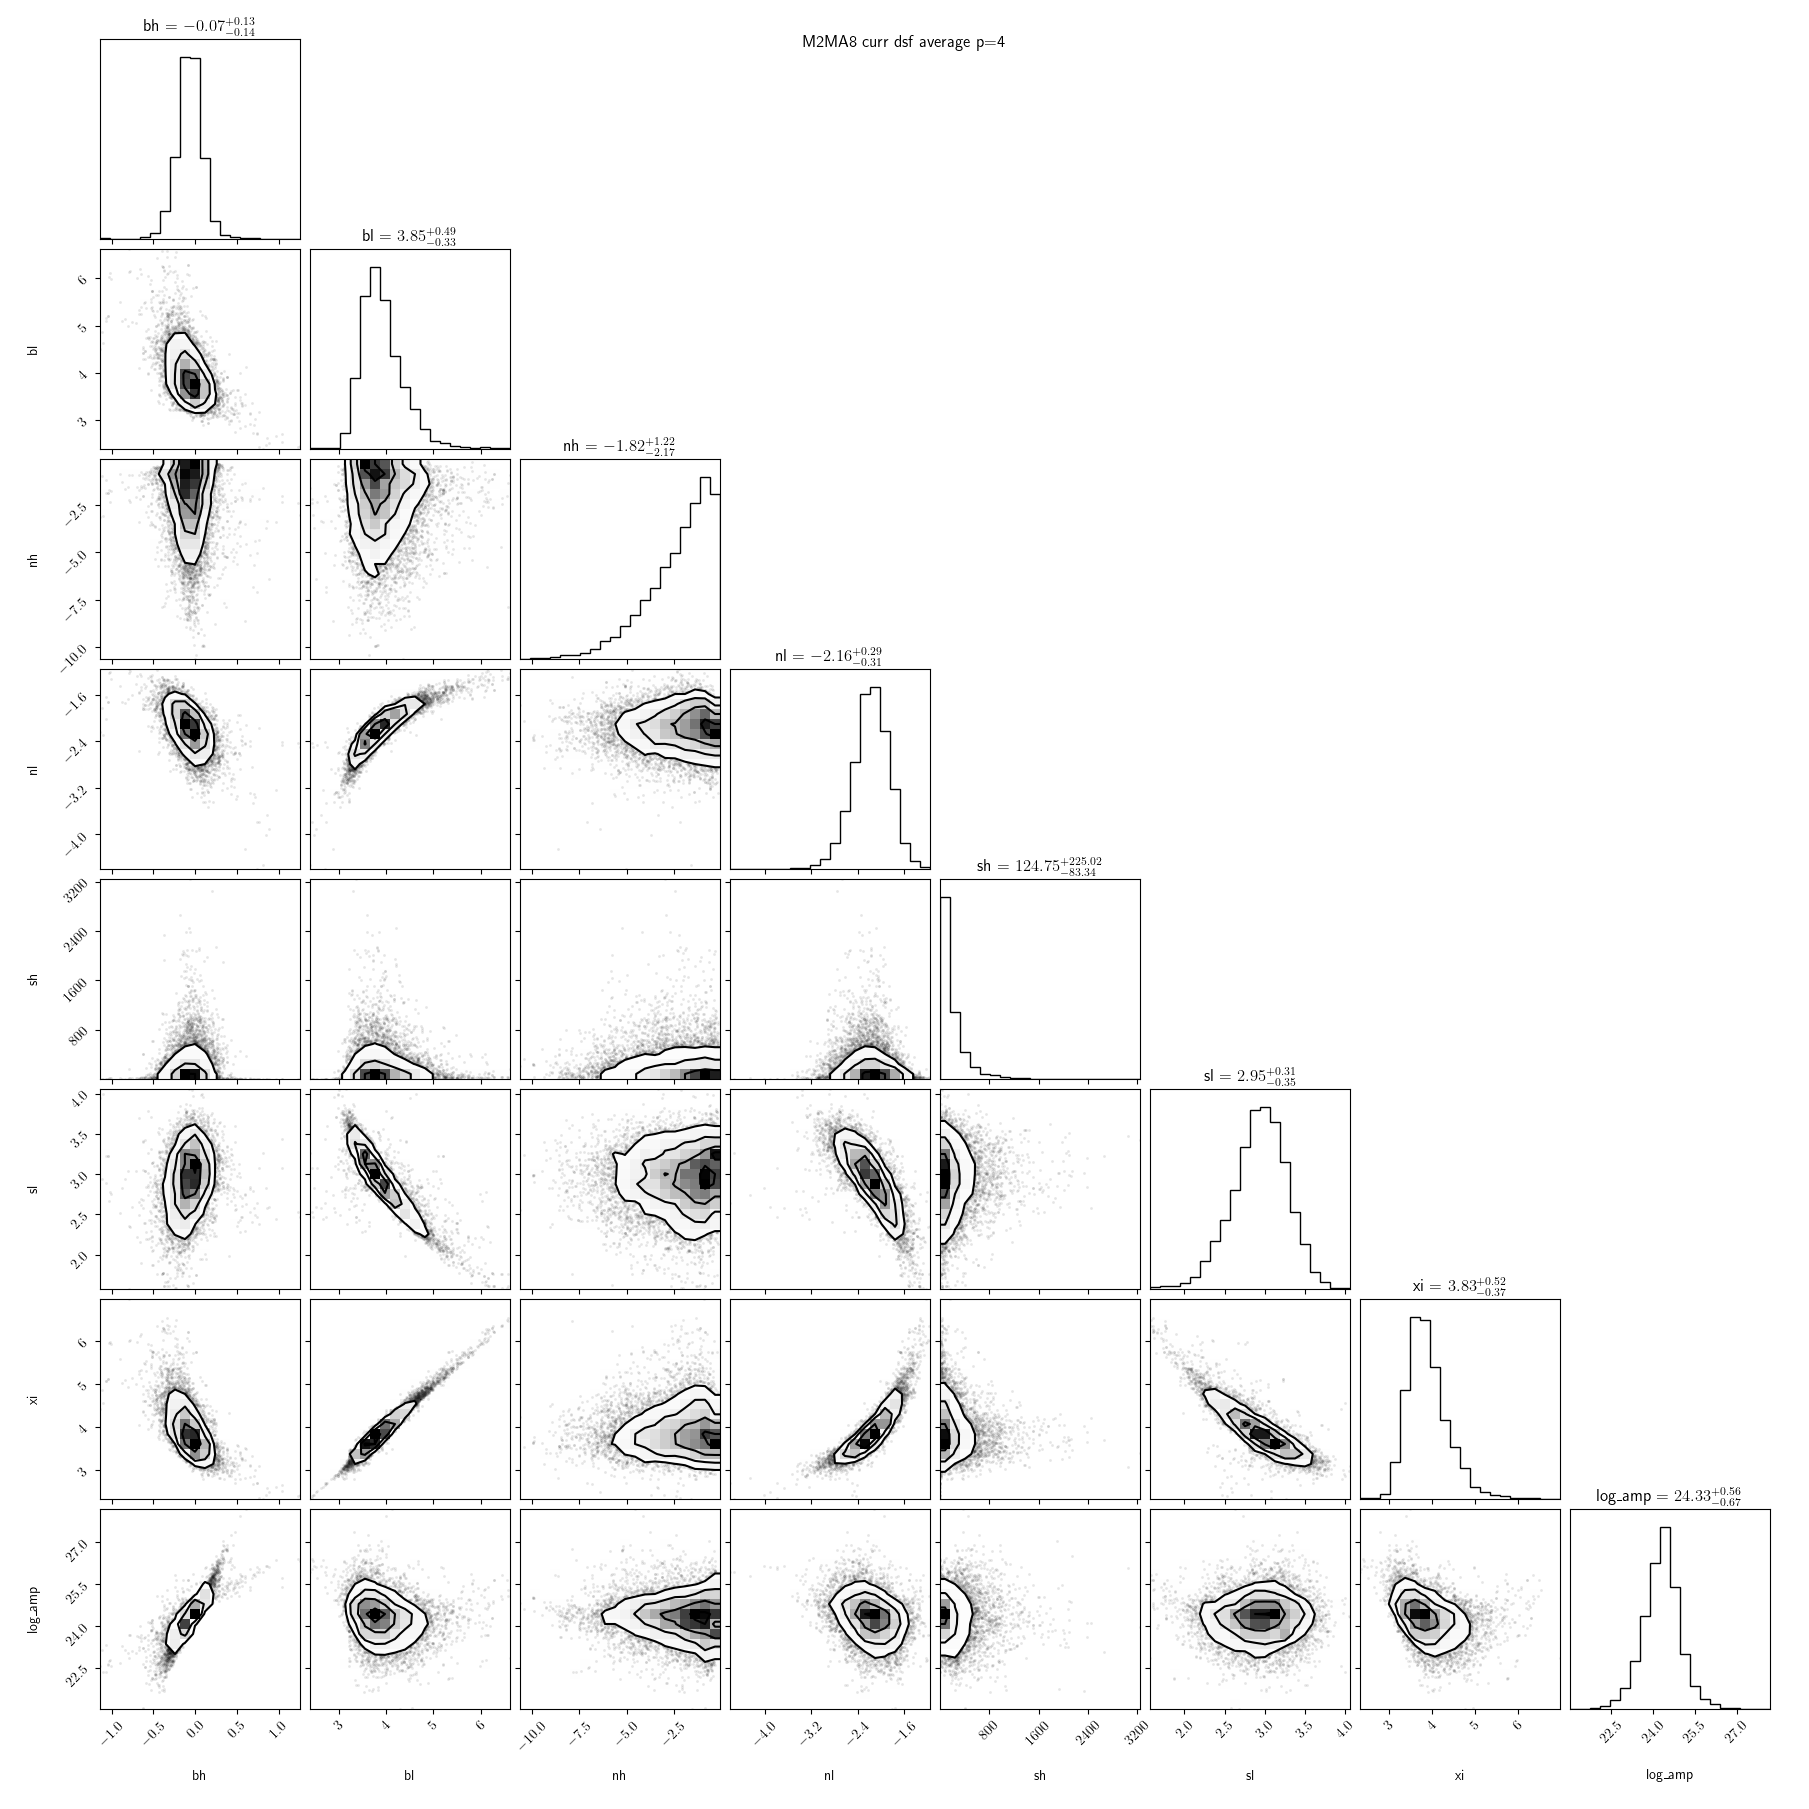 M2MA8 curr dsf average p=4
bh = −0.07 +0.13 −0.14
bl = 3.85 +0.49 −0.33
bl
6
5
4
3
nh = −1.82 +1.22 −2.17
nh
−2.5
−5.0
−7.5
−10.0
nl = −2.16 +0.29 −0.31
nl
−1.6
−2.4
−3.2
−4.0
sh = 124.75 +225.02 −83.34
sh
3200
2400
1600
800
sl = 2.95 +0.31 −0.35
sl
4.0
3.5
3.0
2.5
2.0
xi = 3.83 +0.52 −0.37
xi
6
5
4
3
log_amp = 24.33 +0.56 −0.67
log_amp
27.0
25.5
24.0
22.5
−1.0 −0.5 0.0 0.5 1.0 3 4 5 6 −10.0 −7.5 −5.0 −2.5 −4.0 −3.2 −2.4 −1.6 800 1600 2400 3200 2.0 2.5 3.0 3.5 4.0 3 4 5 6 22.5 24.0 25.5 27.0
bh bl nh nl sh sl xi log_amp